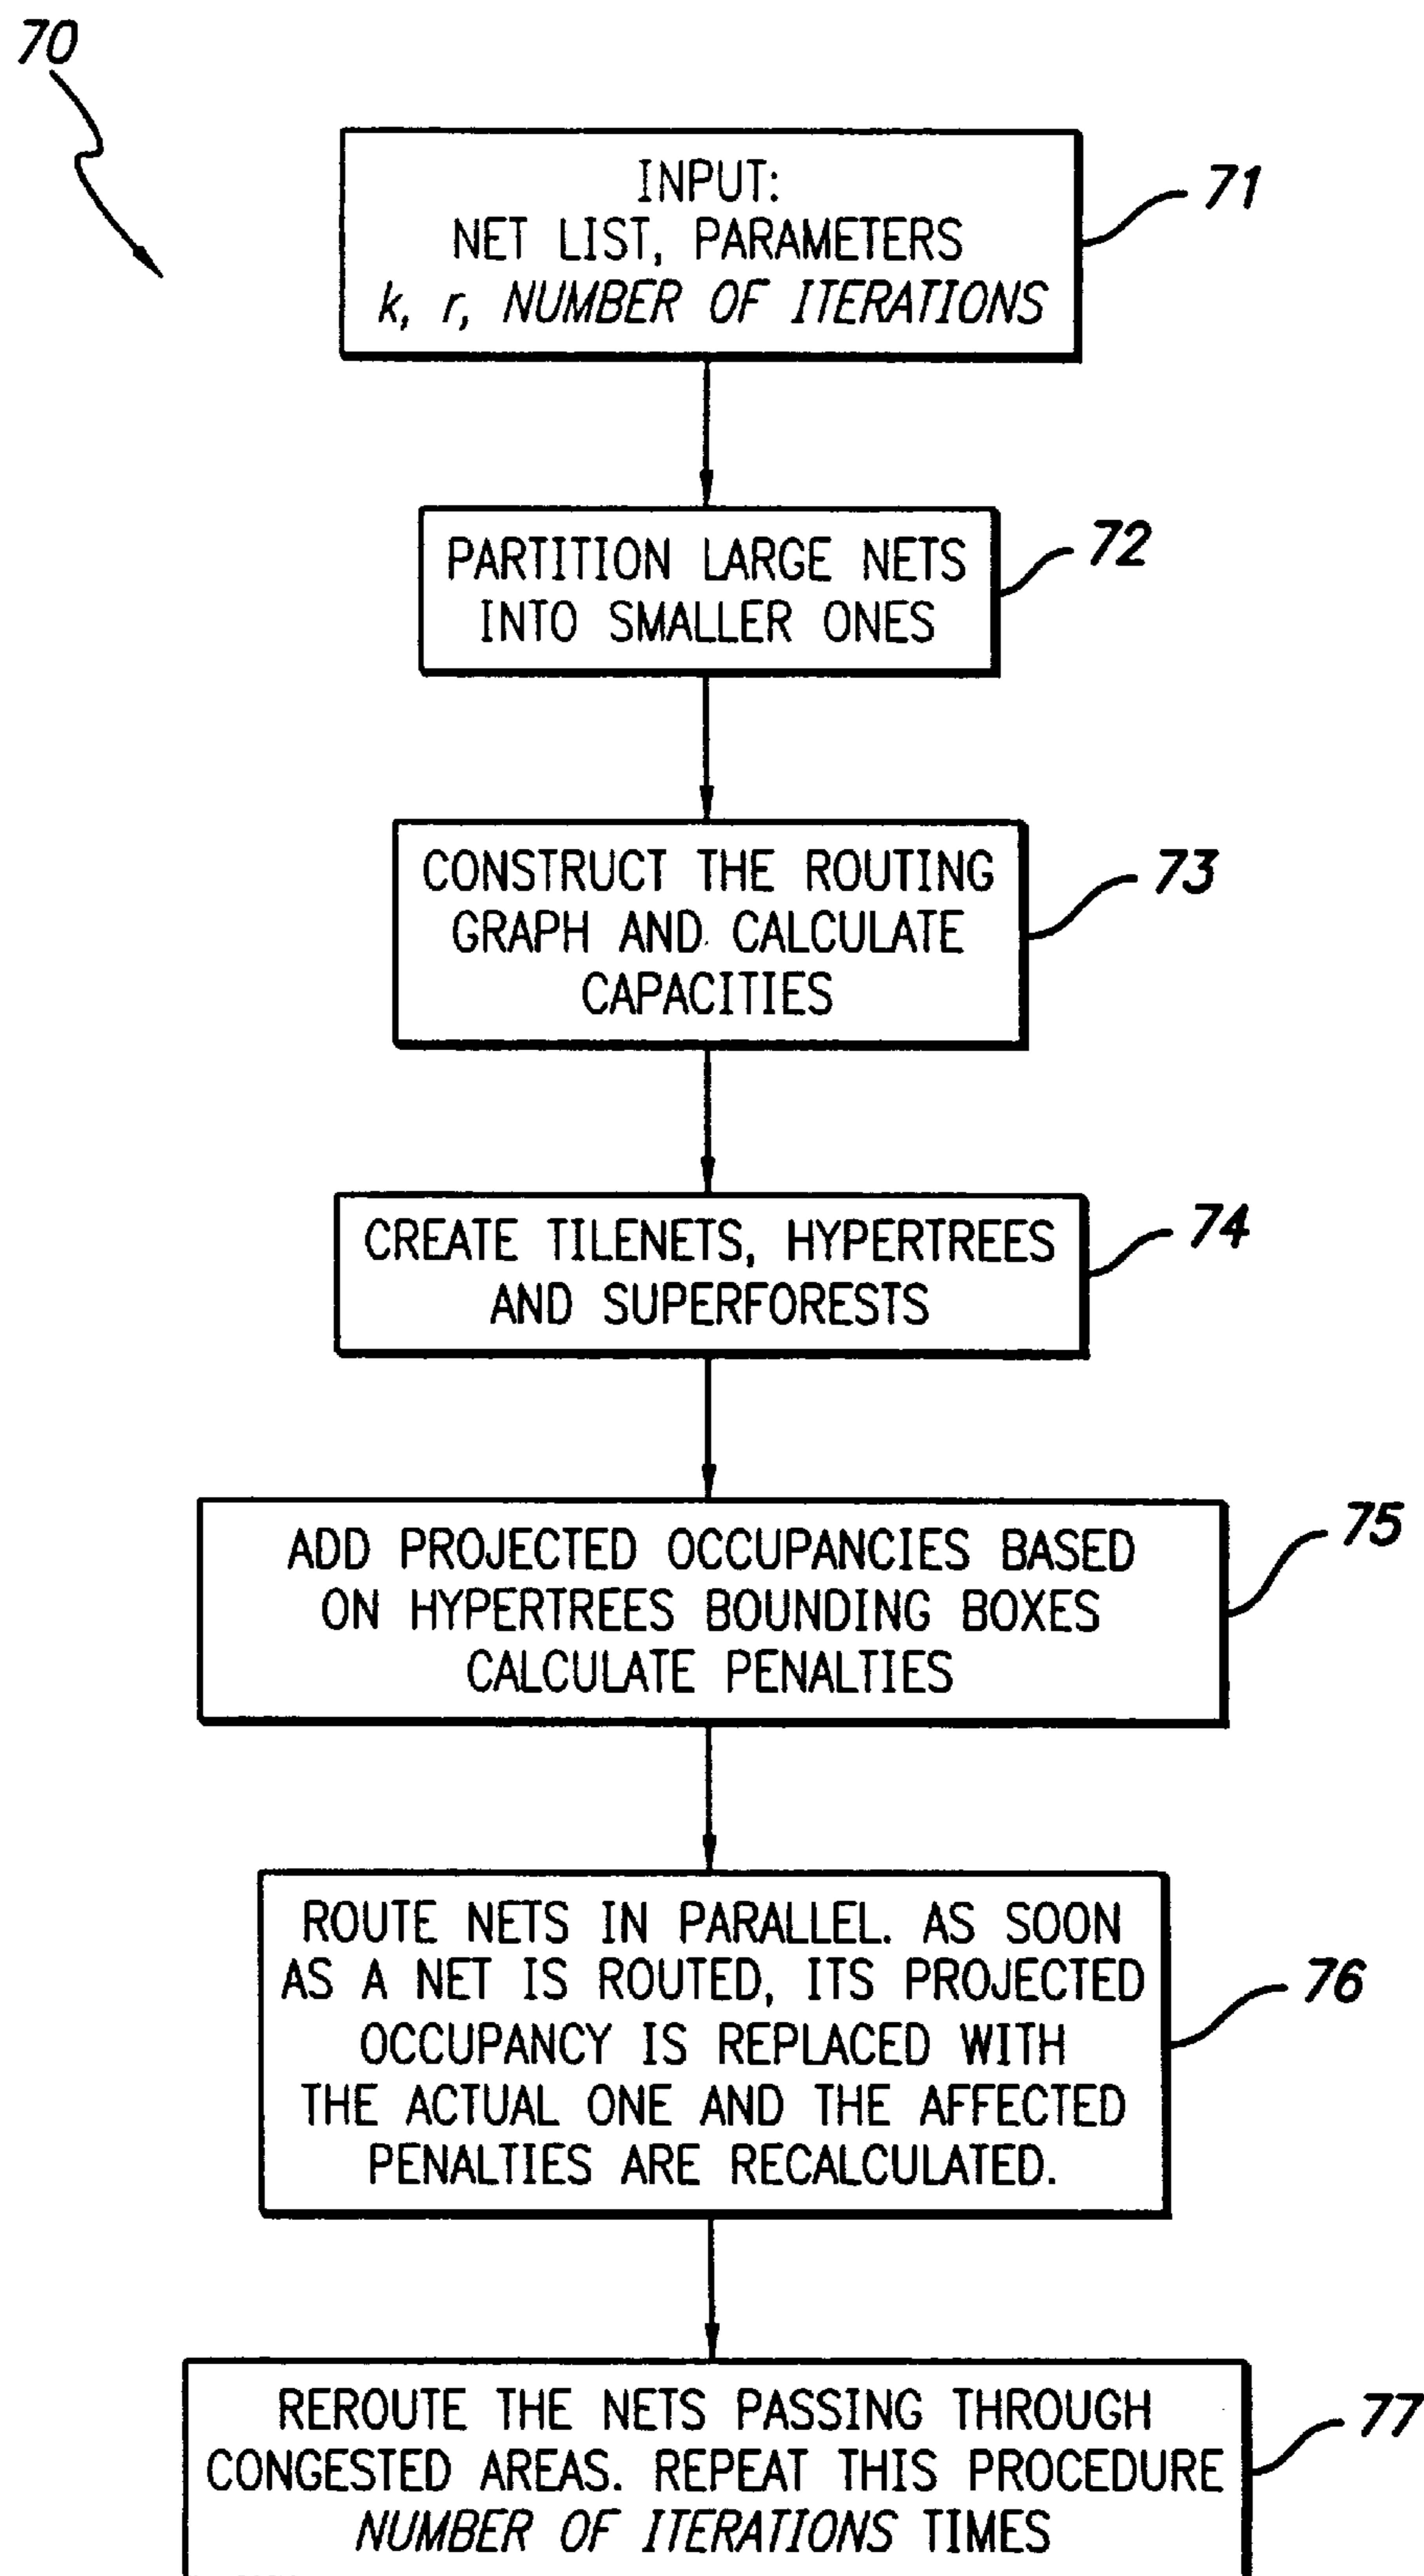 70
INPUT:
NET LIST, PARAMETERS
k, r, NUMBER OF ITERATIONS
71
PARTITION LARGE NETS
INTO SMALLER ONES
72
CONSTRUCT THE ROUTING
GRAPH AND CALCULATE
CAPACITIES
73
CREATE TILENETS, HYPERTREES
AND SUPERFORESTS
74
ADD PROJECTED OCCUPANCIES BASED
ON HYPERTREES BOUNDING BOXES
CALCULATE PENALTIES
75
ROUTE NETS IN PARALLEL. AS SOON
AS A NET IS ROUTED, ITS PROJECTED
OCCUPANCY IS REPLACED WITH
THE ACTUAL ONE AND THE AFFECTED
PENALTIES ARE RECALCULATED.
76
REROUTE THE NETS PASSING THROUGH
CONGESTED AREAS. REPEAT THIS PROCEDURE
NUMBER OF ITERATIONS TIMES
77